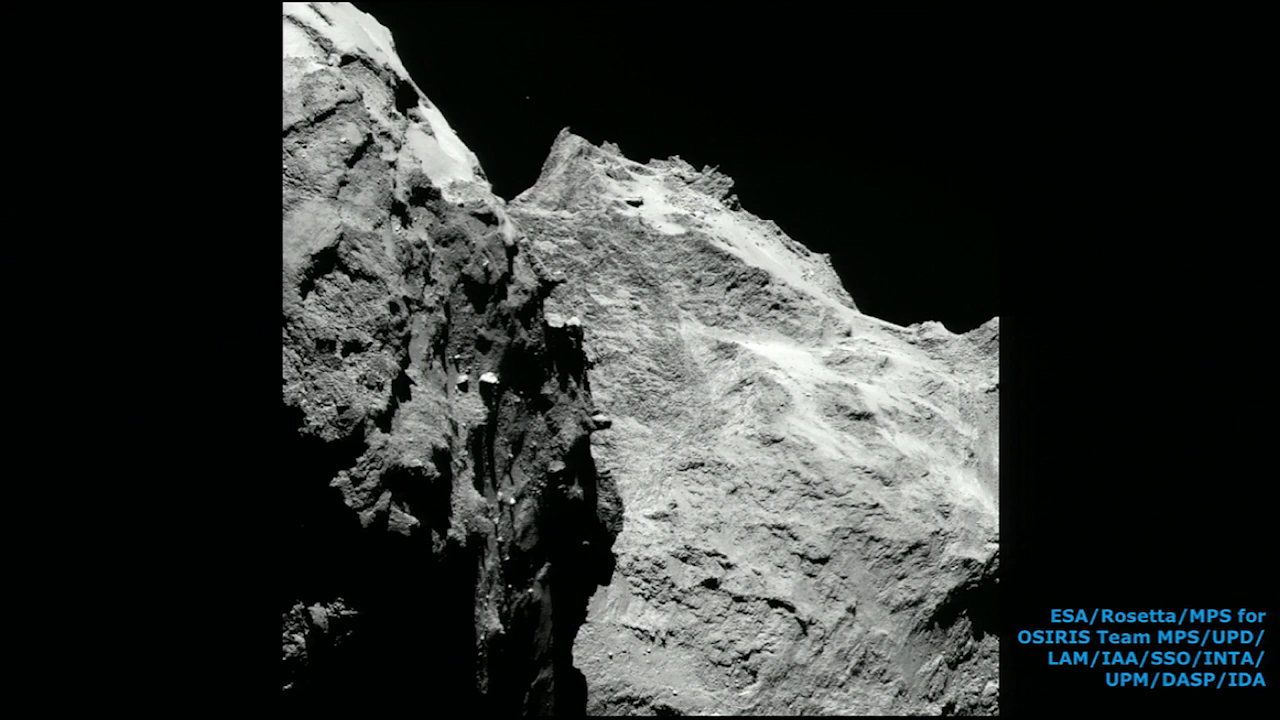 ESA/Rosetta/MPS for
OSIRIS Team MPS/UPD/
LAM/IAA/SSO/INTA/
UPM/DASP/IDA